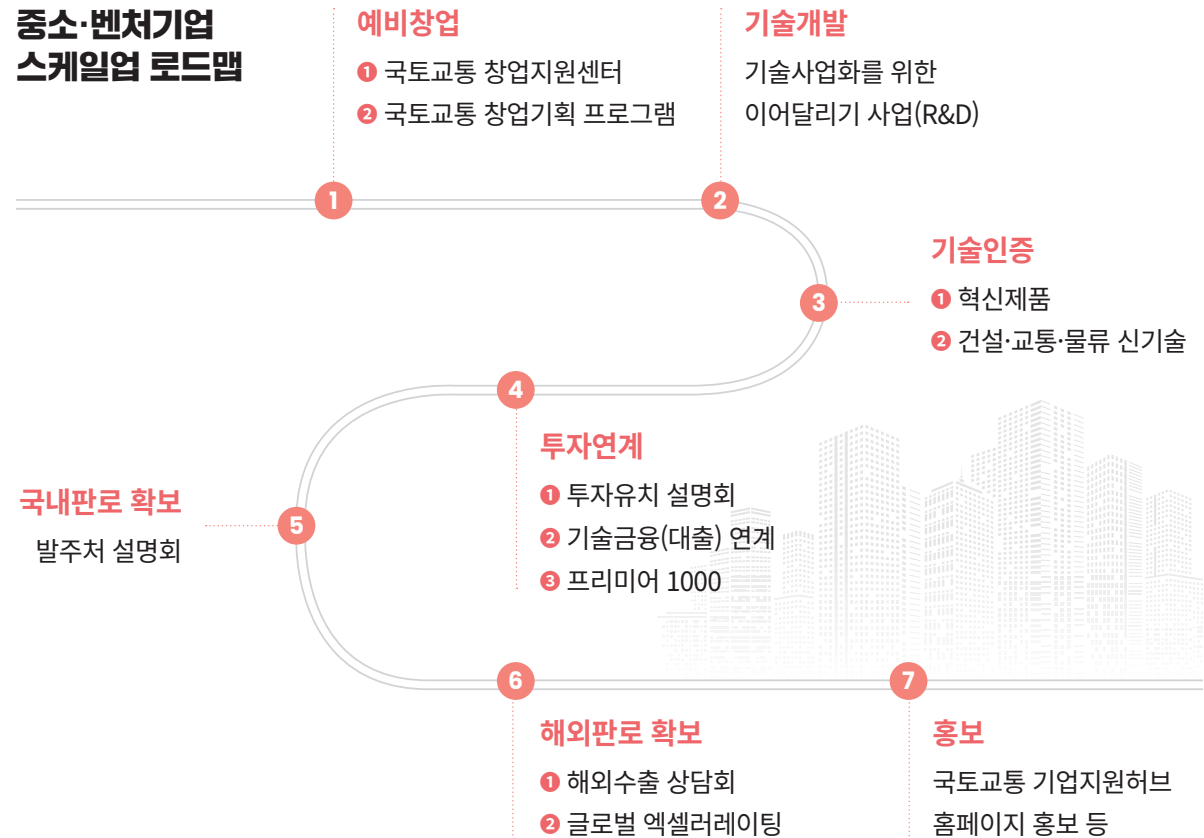 중소·벤처기업
스케일업 로드맵
1
예비창업
❶ 국토교통 창업지원센터
❷ 국토교통 창업기획 프로그램
2
기술개발
기술사업화를 위한
이어달리기 사업(R&D)
3
기술인증
❶ 혁신제품
❷ 건설·교통·물류 신기술
4
투자연계
❶ 투자유치 설명회
❷ 기술금융(대출) 연계
❸ 프리미어 1000
5
국내판로 확보
발주처 설명회
6
해외판로 확보
❶ 해외수출 상담회
❷ 글로벌 엑셀러레이팅
7
홍보
국토교통 기업지원허브
홈페이지 홍보 등